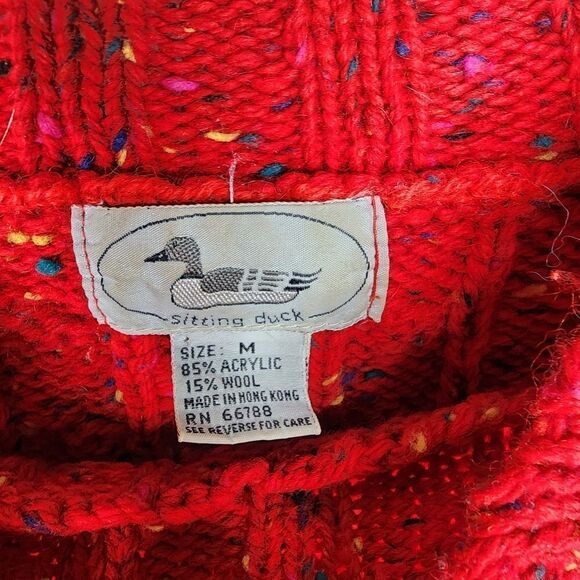 sitting duck
SIZE: M
85% ACRYLIC
15% WOOL
MADE IN HONG KONG
RN 66788
SEE REVERSE FOR CARE